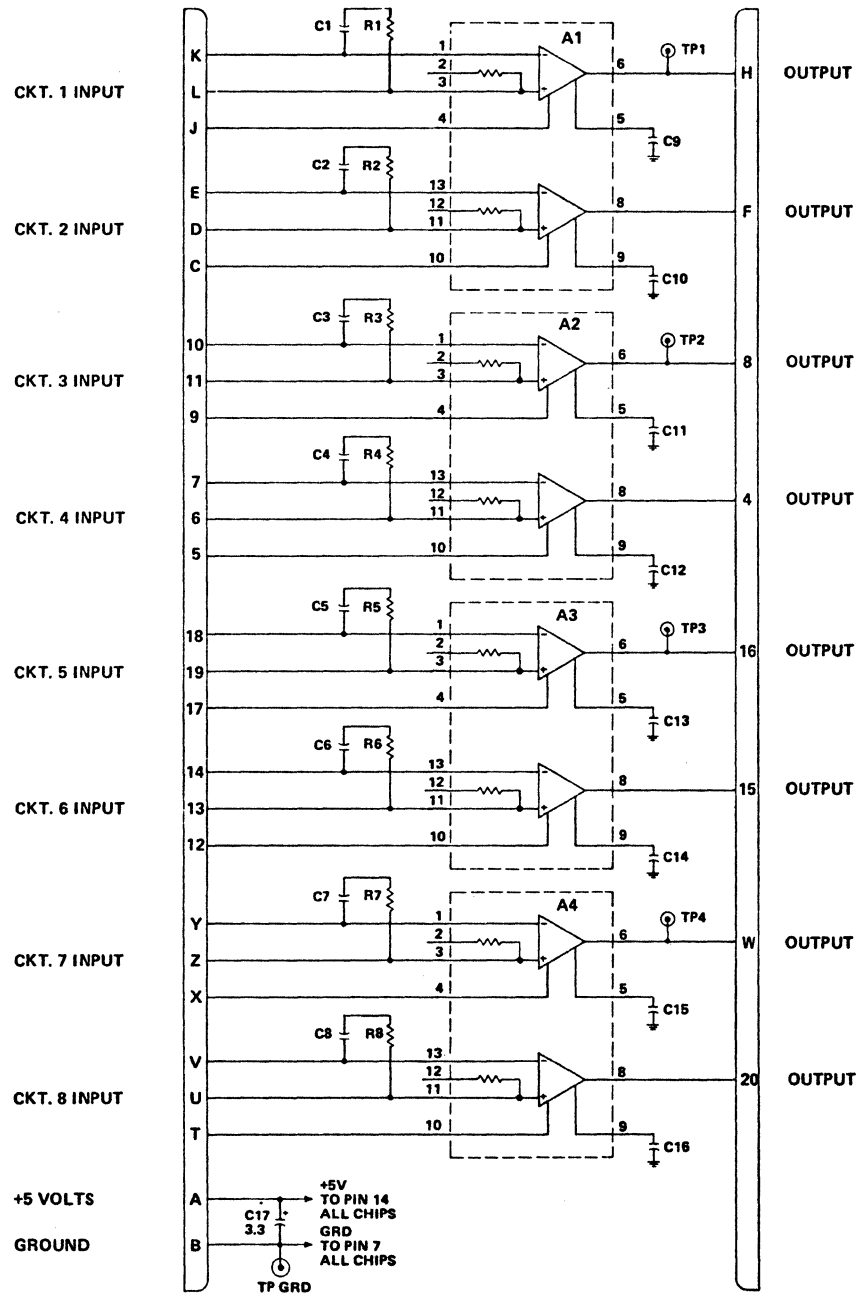 C1 R1 A1
K 1 - 6 TP1
CKT. 1 INPUT 2 H OUTPUT
L 3 +
J 4 5 C9
C2 R2
E 13 - 8
CKT. 2 INPUT 12 F OUTPUT
D 11 +
C 10 9 C10
C3 R3 A2
10 1 - 6 TP2
CKT. 3 INPUT 2 8 OUTPUT
11 3 +
9 4 5 C11
C4 R4
7 13 - 8
CKT. 4 INPUT 12 4 OUTPUT
6 11 +
5 10 9 C12
C5 R5 A3
18 1 - 6 TP3
CKT. 5 INPUT 2 16 OUTPUT
19 3 +
17 4 5 C13
C6 R6
14 13 - 8
CKT. 6 INPUT 12 15 OUTPUT
13 11 +
12 10 9 C14
C7 R7 A4
Y 1 - 6 TP4
CKT. 7 INPUT 2 W OUTPUT
Z 3 +
X 4 5 C15
C8 R8
V 13 - 8
CKT. 8 INPUT 12 20 OUTPUT
U 11 +
T 10 9 C16
+5 VOLTS A
+5V
TO PIN 14
ALL CHIPS
C17 +
3.3
GROUND B
GRD
TO PIN 7
ALL CHIPS
TP GRD